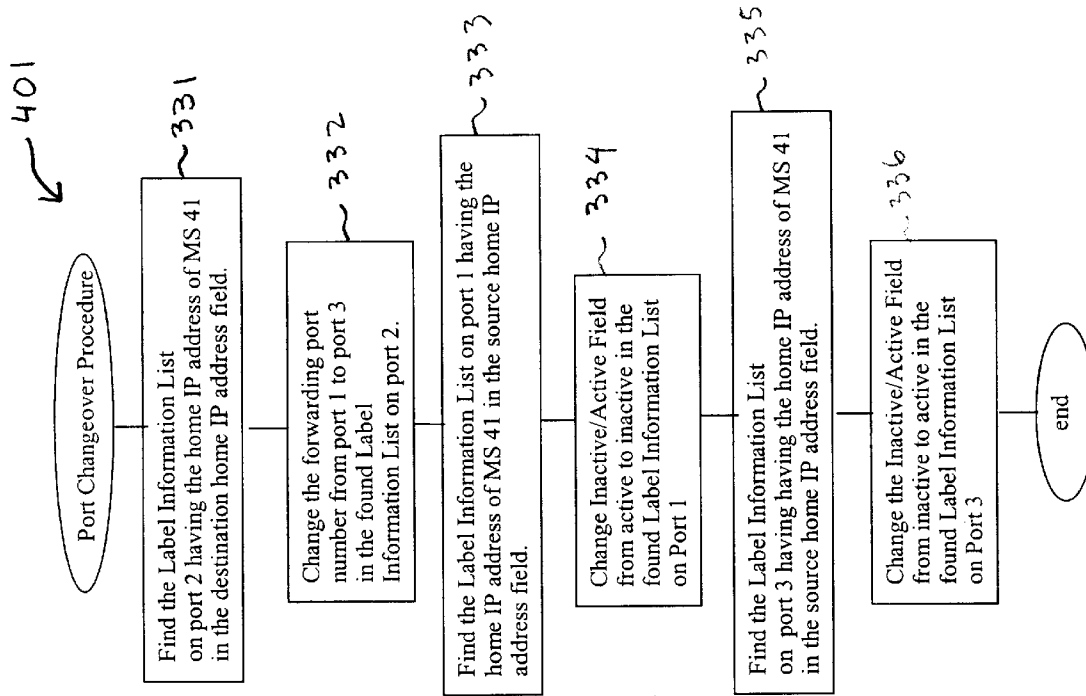 401
Port Changeover Procedure
Find the Label Information List
on port 2 having the home IP address of MS 41
in the destination home IP address field.
331
Change the forwarding port
number from port 1 to port 3
in the found Label
Information List on port 2.
332
Find the Label Information List on port 1 having the
home IP address of MS 41 in the source home IP
address field.
333
Change Inactive/Active Field
from active to inactive in the
found Label Information List
on Port 1
334
Find the Label Information List
on port 3 having the home IP address of MS 41
in the source home IP address field.
335
Change the Inactive/Active Field
from inactive to active in the
found Label Information List
on Port 3
336
end